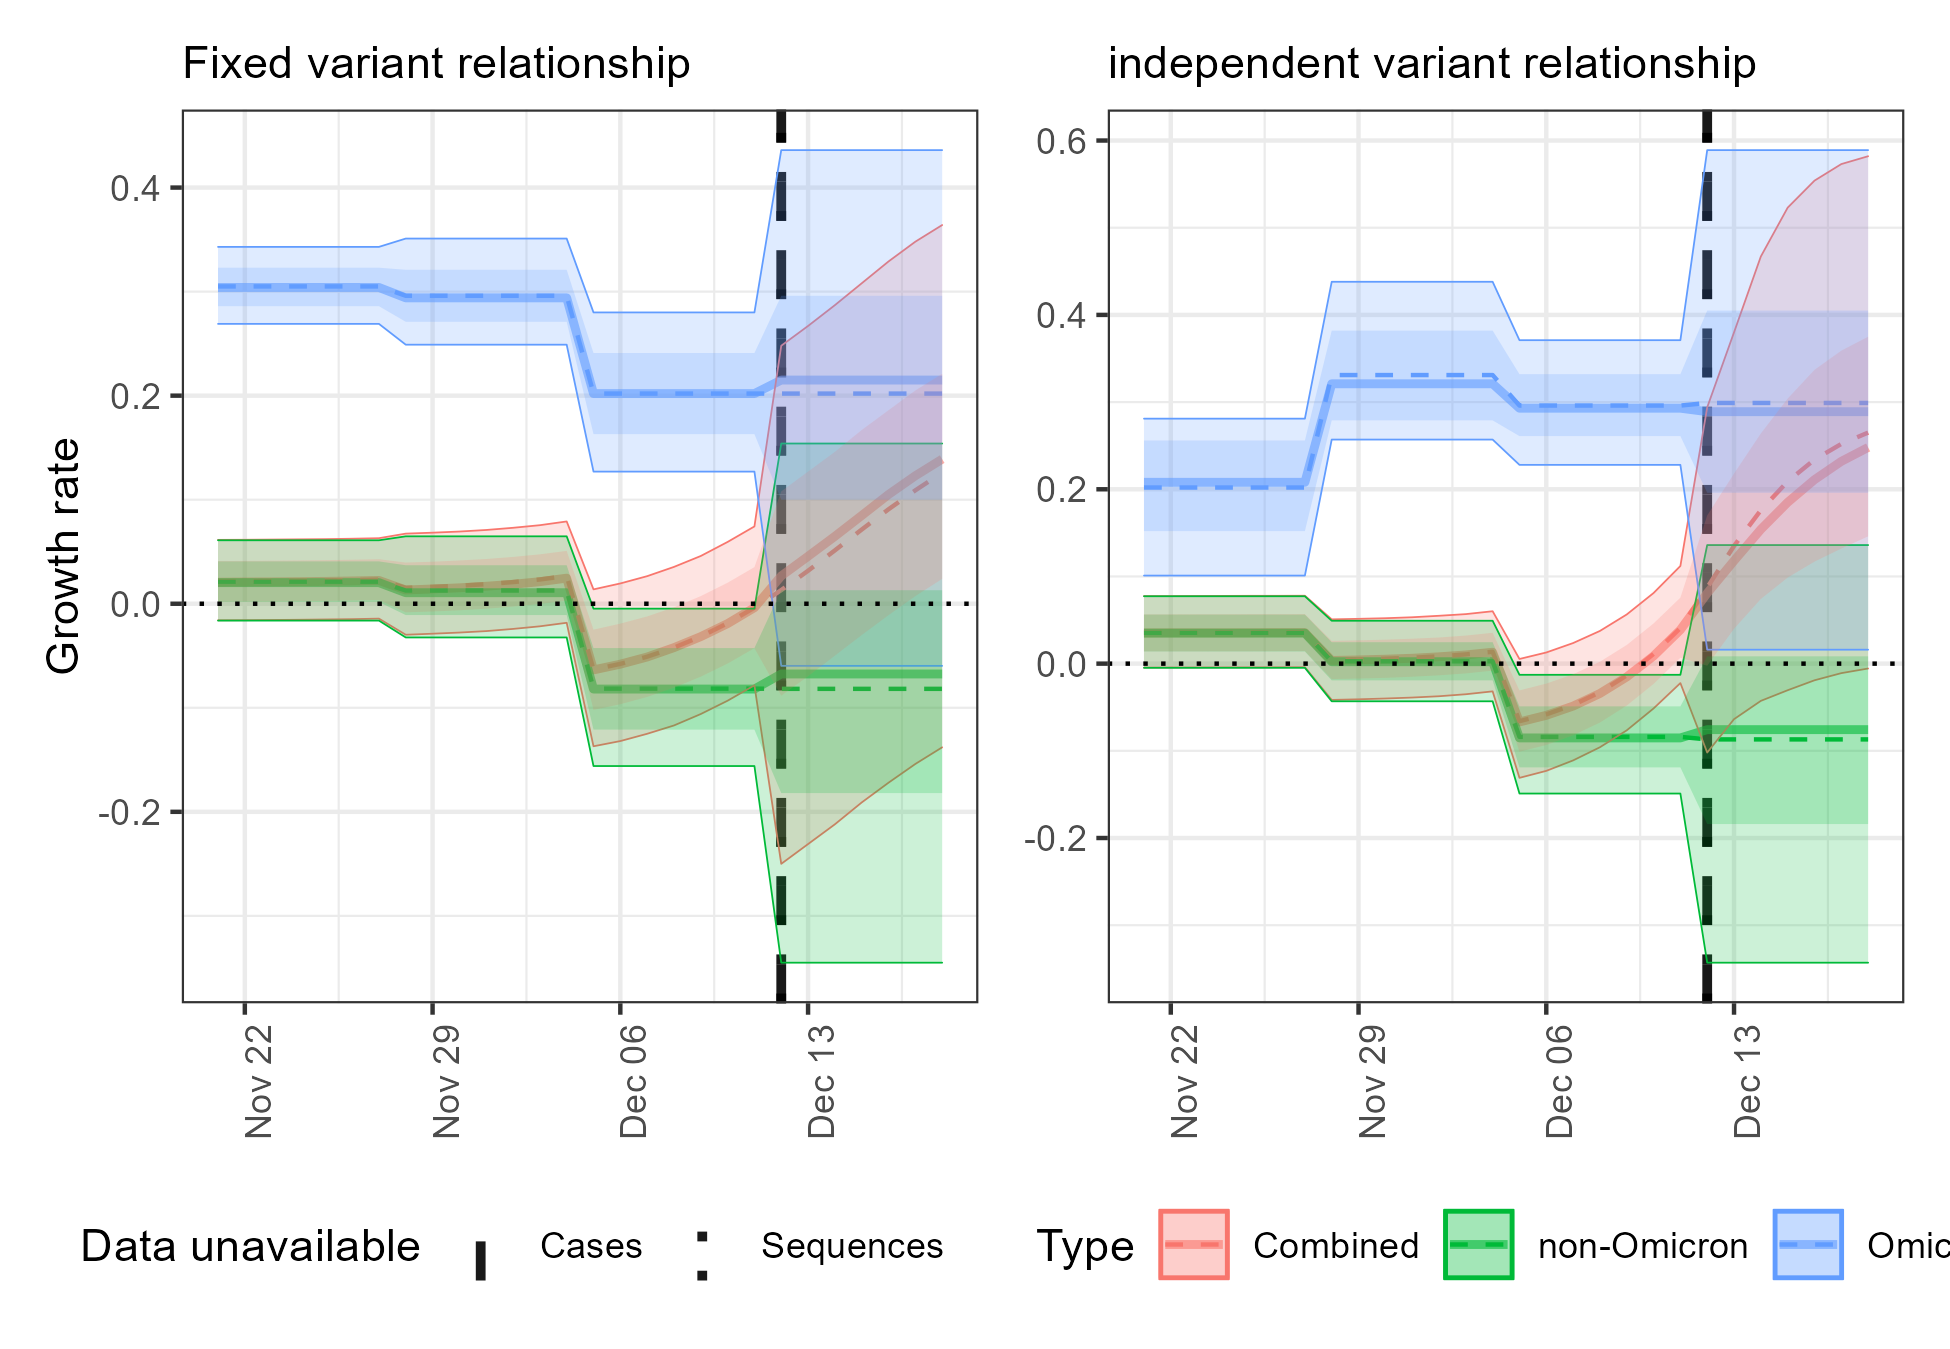 Fixed variant relationship
independent variant relationship
Growth rate
0.4
0.2
0.0
-0.2
0.6
0.4
0.2
0.0
-0.2
Nov 22
Nov 29
Dec 06
Dec 13
Nov 22
Nov 29
Dec 06
Dec 13
Data unavailable Cases Sequences Type Combined non-Omicron